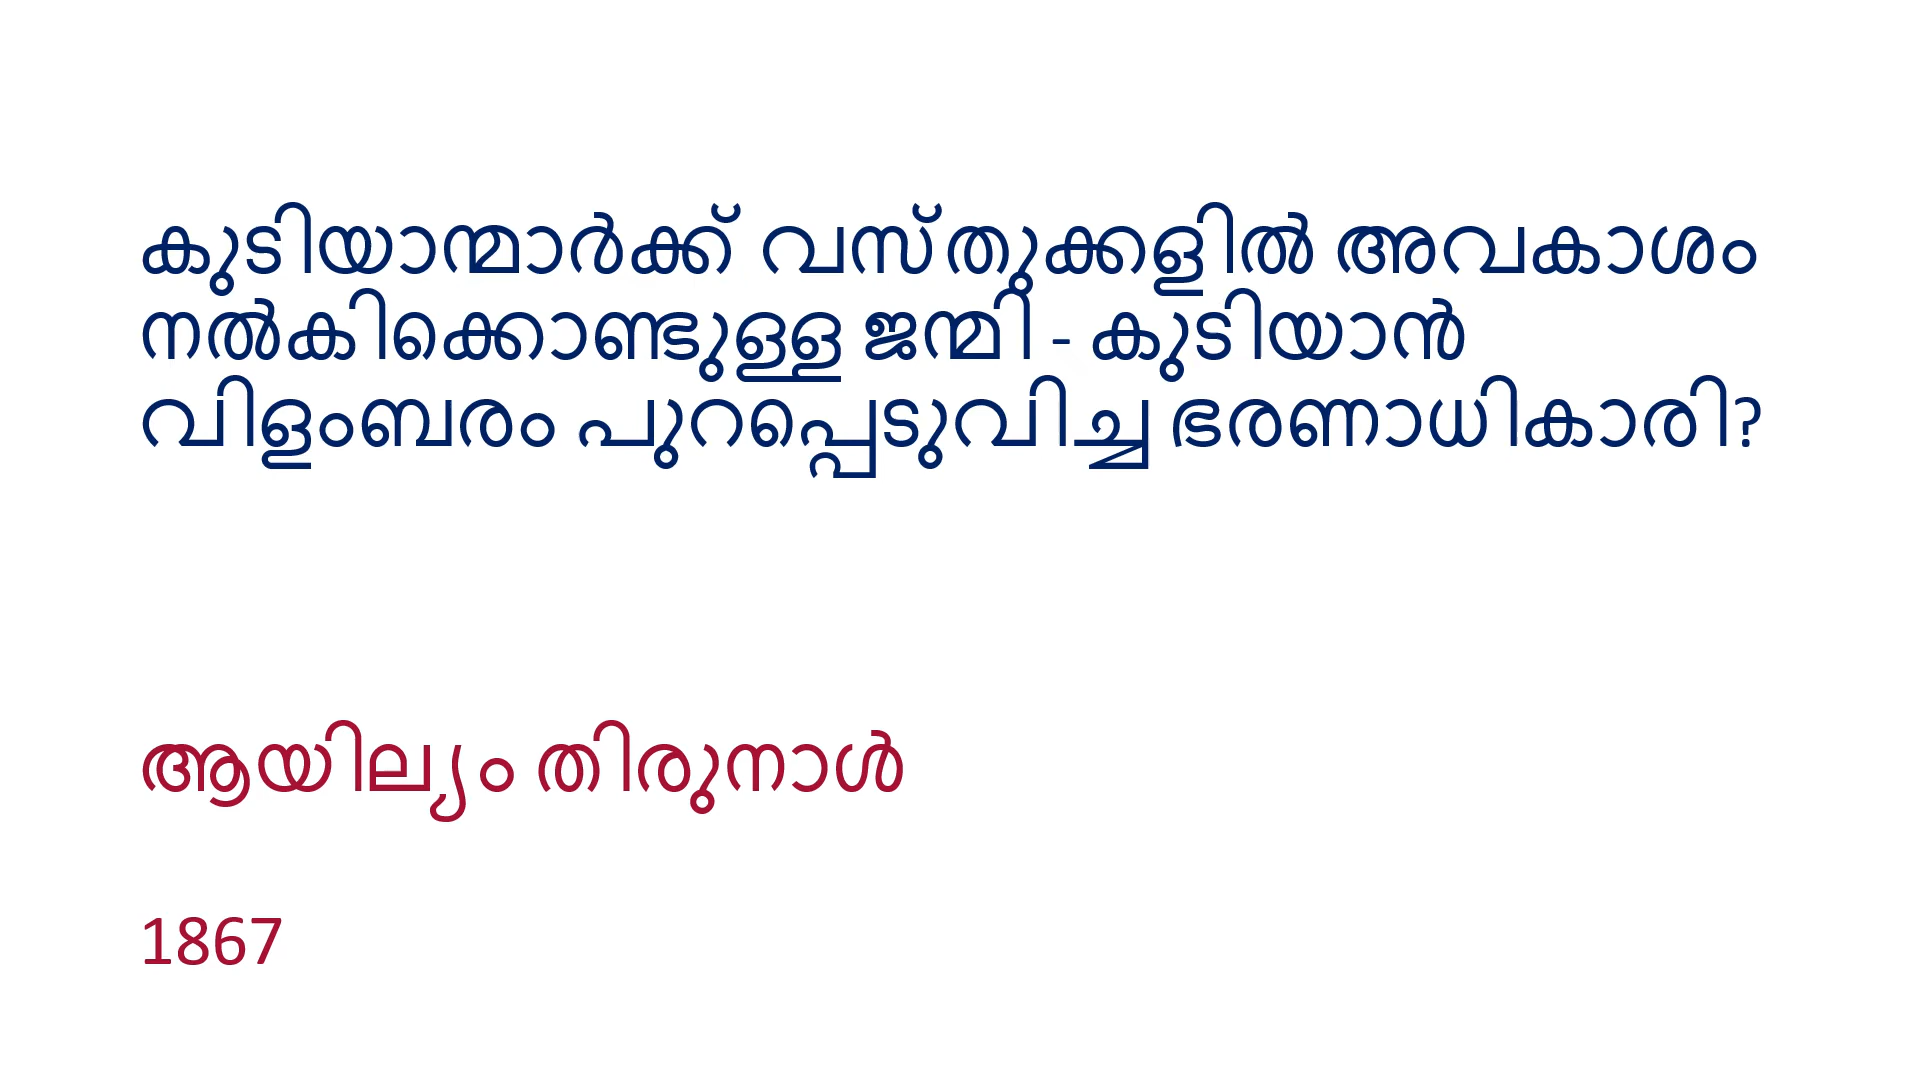 കുടിയാന്മാർക്ക് വസ്തുക്കളിൽ അവകാശം
നൽകിക്കൊണ്ടുള്ള ജന്മി - കുടിയാൻ
വിളംബരം പുറപ്പെടുവിച്ച ഭരണാധികാരി?
ആയില്യം തിരുനാൾ
1867